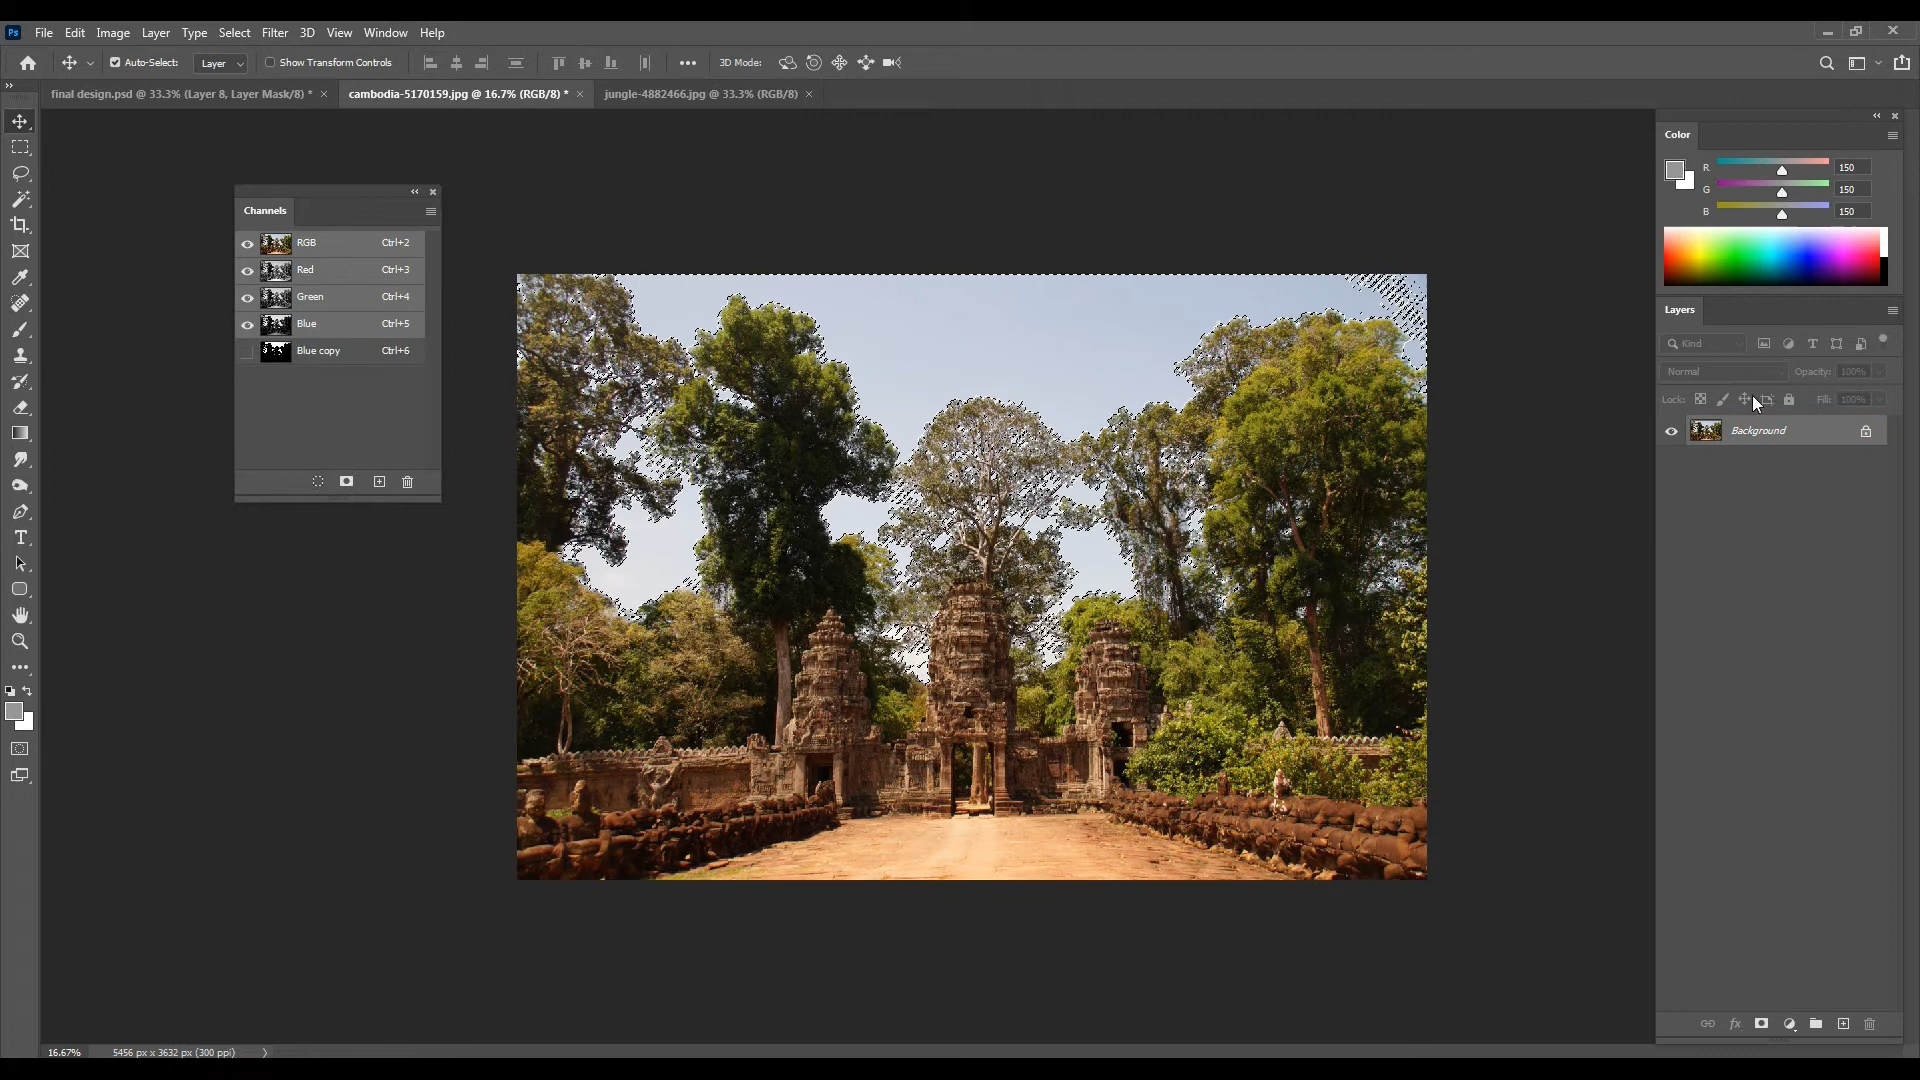 Ps File Edit Image Layer Type Select Filter 3D View Window Help
Auto-Select: Layer Show Transform Controls 3D Mode:
final design.psd @ 33.3% (Layer 8, Layer Mask/8) * × cambodia-5170159.jpg @ 16.7% (RGB/8) * × jungle-4882466.jpg @ 33.3% (RGB/8) ×
Channels
RGB Ctrl+2
Red Ctrl+3
Green Ctrl+4
Blue Ctrl+5
Blue copy Ctrl+6
Color
R 150
G 150
B 150
Layers
Kind
Normal Opacity: 100%
Lock: Fill: 100%
Background
fx
16.67% 5456 px x 3632 px (300 ppi)